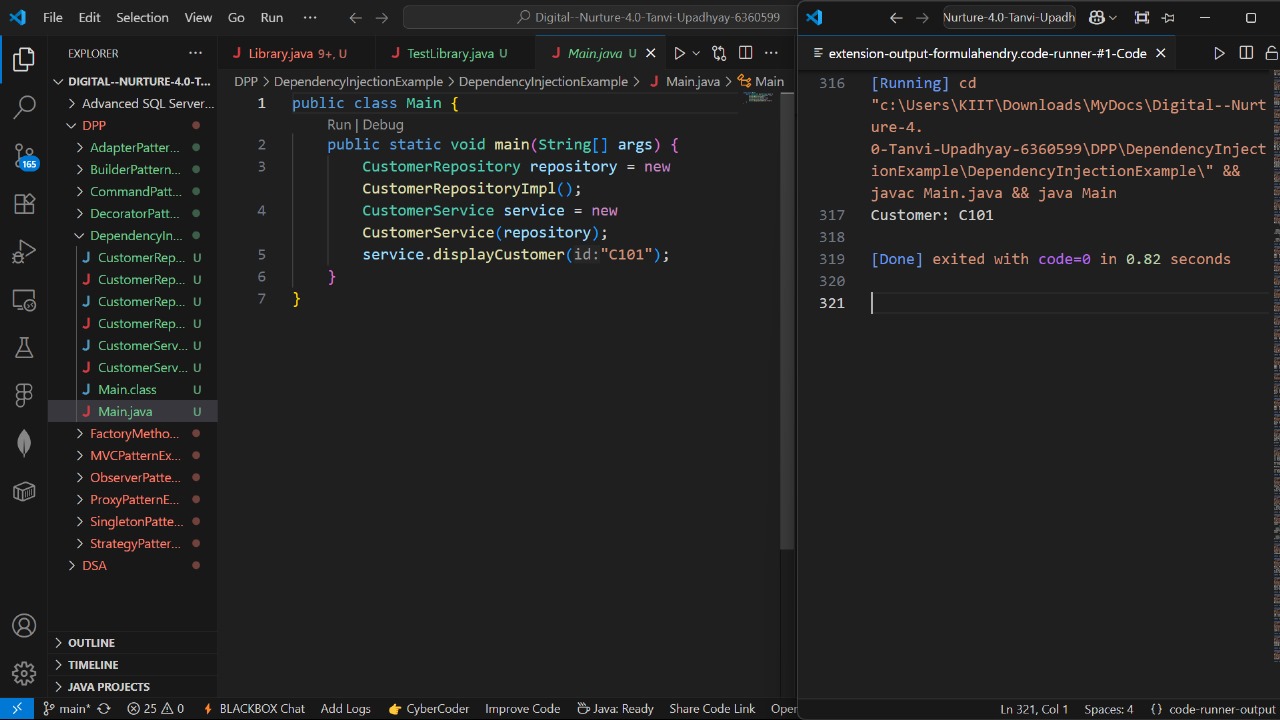 File Edit Selection View Go Run ··· Digital--Nurture-4.0-Tanvi-Upadhyay-6360599
Nurture-4.0-Tanvi-Upadh
EXPLORER ···
DIGITAL--NURTURE-4.0-T...
Advanced SQL Server...
DPP
AdapterPatter...
BuilderPattern...
CommandPatt...
DecoratorPatt...
DependencyIn...
CustomerRep... U
CustomerRep... U
CustomerRep... U
CustomerRep... U
CustomerServ... U
CustomerServ... U
Main.class U
Main.java U
FactoryMetho...
MVCPatternEx...
ObserverPatte...
ProxyPatternE...
SingletonPatte...
StrategyPatter...
DSA
OUTLINE
TIMELINE
JAVA PROJECTS
165
Library.java 9+, U
TestLibrary.java U
Main.java U
DPP > DependencyInjectionExample > DependencyInjectionExample > Main.java > Main
1 public class Main {
Run | Debug
2 public static void main(String[] args) {
3 CustomerRepository repository = new
CustomerRepositoryImpl();
4 CustomerService service = new
CustomerService(repository);
5 service.displayCustomer(id:"C101");
6 }
7 }
extension-output-formulahendry.code-runner-#1-Code
316 [Running] cd
"c:\Users\KIIT\Downloads\MyDocs\Digital--Nurt
ure-4.
0-Tanvi-Upadhyay-6360599\DPP\DependencyInject
ionExample\DependencyInjectionExample\" &&
javac Main.java && java Main
317 Customer: C101
318
319 [Done] exited with code=0 in 0.82 seconds
320
321
main* 25 0 BLACKBOX Chat Add Logs CyberCoder Improve Code Java: Ready Share Code Link Oper
Ln 321, Col 1 Spaces: 4 {} code-runner-output